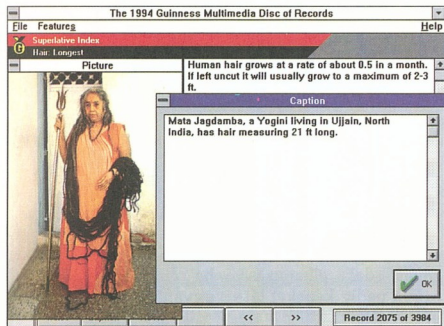 The 1994 Guinness Multimedia Disc of Records
File Features Help
G
Superlative Index
Hair: Longest
Picture
Human hair grows at a rate of about 0.5 in a month.
If left uncut it will usually grow to a maximum of 2-3
ft.
Caption
Mata Jagdamba, a Yogini living in Ujjain, North
India, has hair measuring 21 ft long.
OK
<< >> Record 2075 of 3984